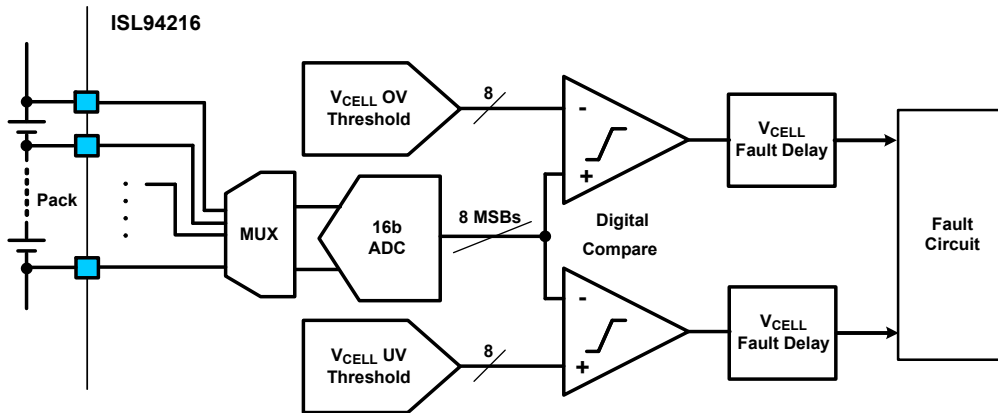 ISL94216
VCELL OV
Threshold
8
-
+
VCELL
Fault Delay
Pack
MUX
16b
ADC
8 MSBs
Digital
Compare
Fault
Circuit
VCELL UV
Threshold
8
-
+
VCELL
Fault Delay